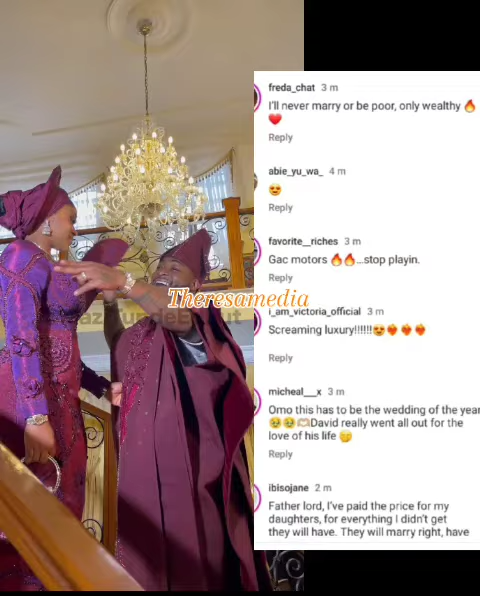 freda_chat 3 m
I'll never marry or be poor, only wealthy 🔥
❤️
Reply
abie_yu_wa_ 4 m
😍
Reply
favorite__riches 3 m
Gac motors 🔥🔥...stop playin.
Reply
i_am_victoria_official 3 m
Screaming luxury!!!!!!😍❤️‍🔥❤️‍🔥❤️‍🔥
Reply
micheal___x 3 m
Omo this has to be the wedding of the year
🥹🥹🫶🏻David really went all out for the
love of his life 🤭
Reply
ibisojane 2 m
Father lord, I've paid the price for my
daughters, for everything I didn't get
they will have. They will marry right, have
Theresamedia